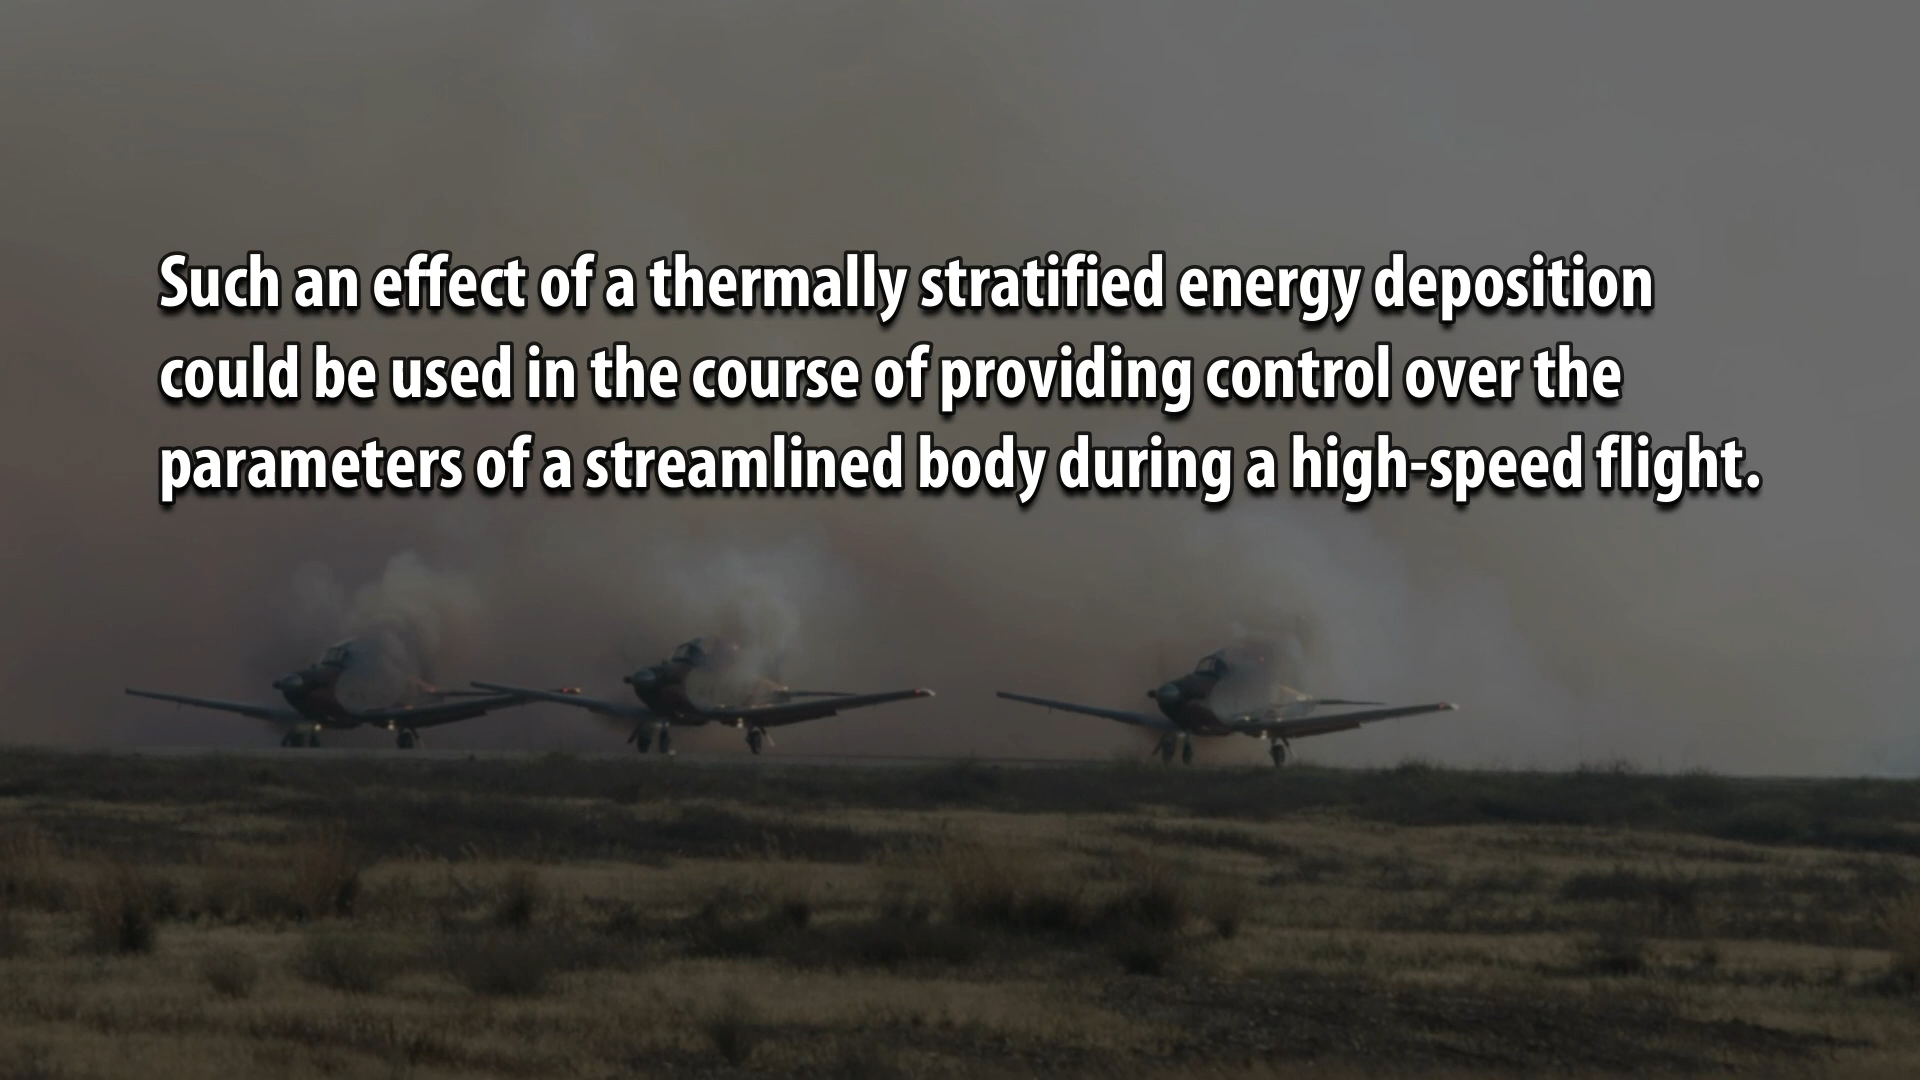 Such an effect of a thermally stratified energy deposition
could be used in the course of providing control over the
parameters of a streamlined body during a high-speed flight.